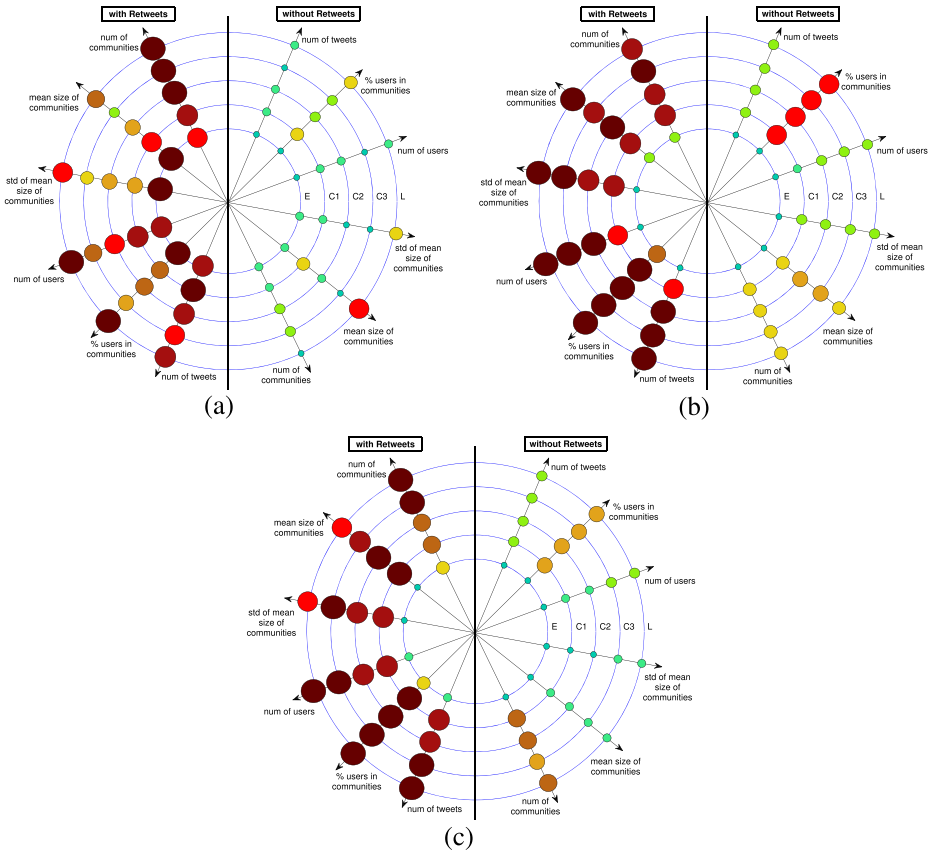 with Retweets
without Retweets
num of
communities
num of tweets
% users in
communities
mean size of
communities
num of users
std of mean
size of
communities
E C1 C2 C3 L
std of mean
size of
communities
num of users
% users in
communities
mean size of
communities
num of tweets
num of
communities
(a)
with Retweets
without Retweets
num of
communities
num of tweets
% users in
communities
mean size of
communities
num of users
std of mean
size of
communities
E C1 C2 C3 L
std of mean
size of
communities
num of users
% users in
communities
mean size of
communities
num of tweets
num of
communities
(b)
with Retweets
without Retweets
num of
communities
num of tweets
% users in
communities
mean size of
communities
num of users
std of mean
size of
communities
E C1 C2 C3 L
std of mean
size of
communities
num of users
% users in
communities
mean size of
communities
num of tweets
num of
communities
(c)